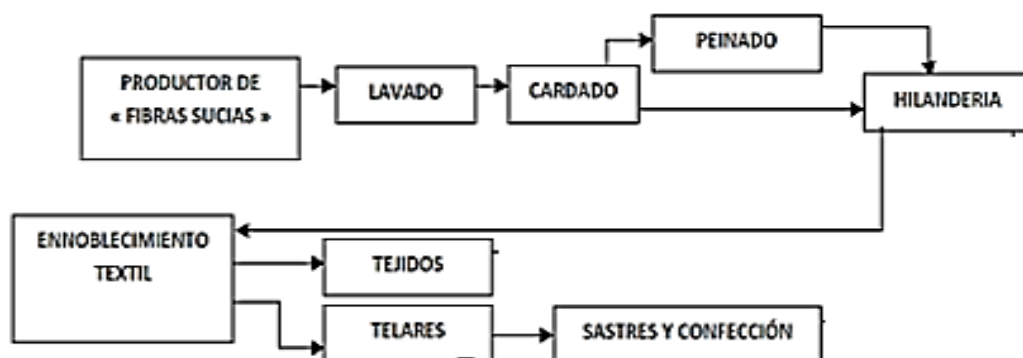 PRODUCTOR DE
« FIBRAS SUCIAS »
LAVADO
CARDADO
PEINADO
HILANDERIA
ENNOBLECIMIENTO
TEXTIL
TEJIDOS
TELARES
SASTRES Y CONFECCIÓN